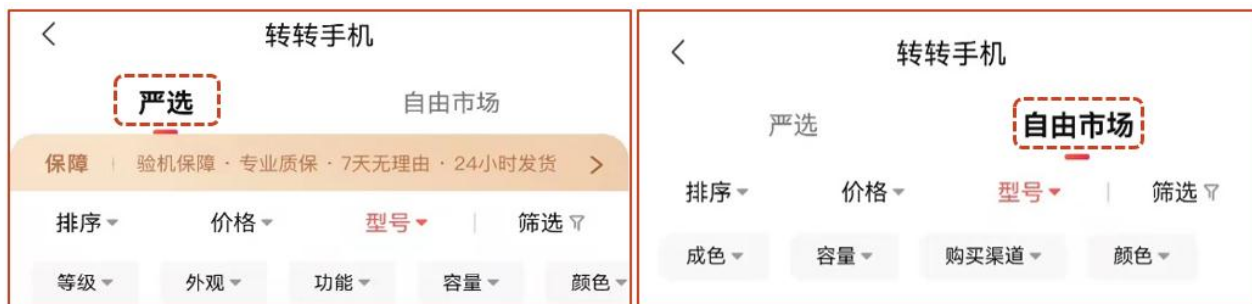 转转手机
严选 自由市场
保障 验机保障 · 专业质保 · 7天无理由 · 24小时发货
排序 价格 型号 筛选
等级 外观 功能 容量 颜色
转转手机
严选 自由市场
排序 价格 型号 筛选
成色 容量 购买渠道 颜色